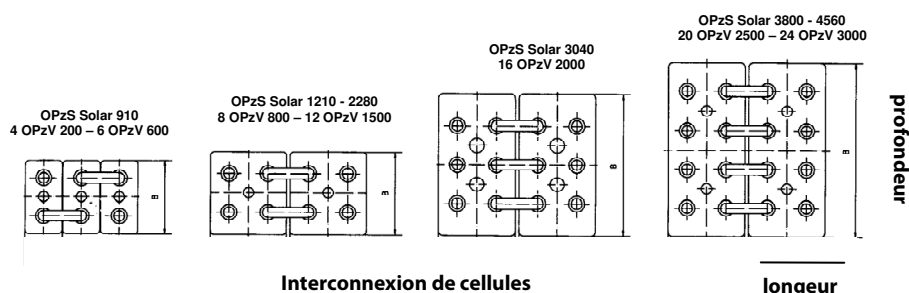 OPzS Solar 910
4 OPzV 200 – 6 OPzV 600
OPzS Solar 1210 - 2280
8 OPzV 800 – 12 OPzV 1500
OPzS Solar 3040
16 OPzV 2000
OPzS Solar 3800 - 4560
20 OPzV 2500 – 24 OPzV 3000
B
B
B
B
profondeur
Interconnexion de cellules
longeur